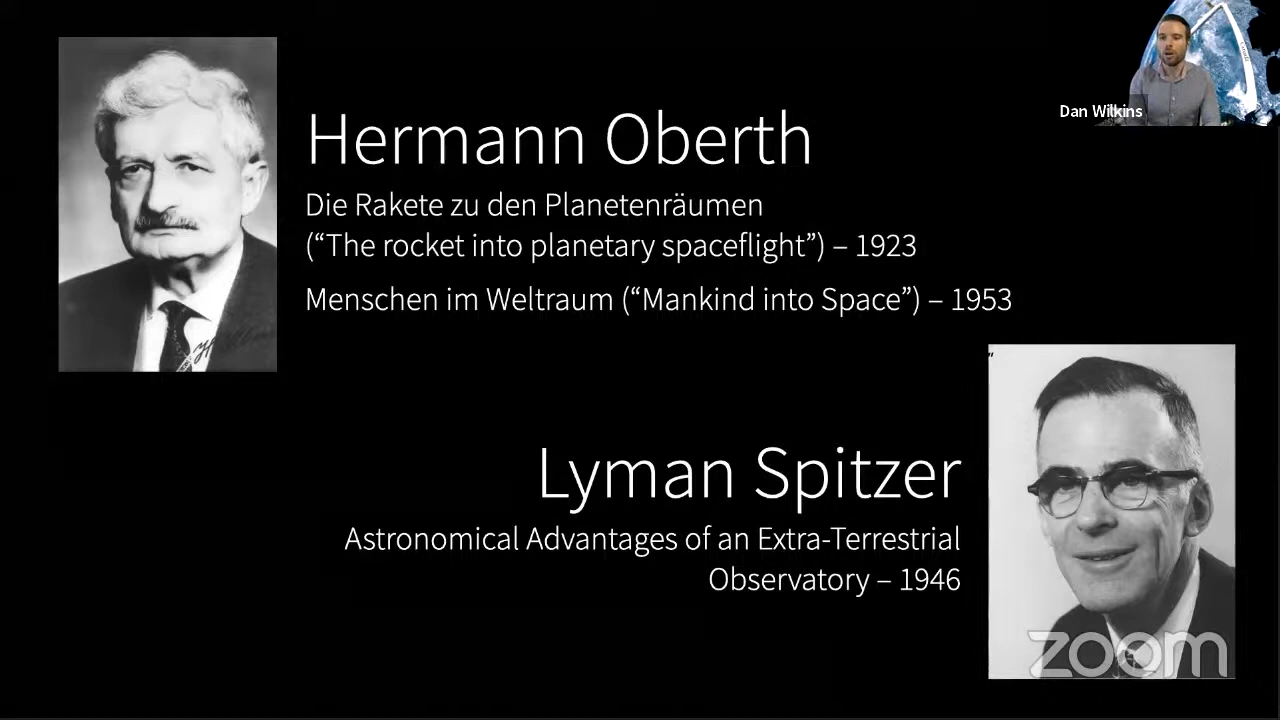 Dan Wilkins
Hermann Oberth
Die Rakete zu den Planetenräumen
(“The rocket into planetary spaceflight”) – 1923
Menschen im Weltraum (“Mankind into Space”) – 1953
Lyman Spitzer
Astronomical Advantages of an Extra-Terrestrial
Observatory – 1946
zoom